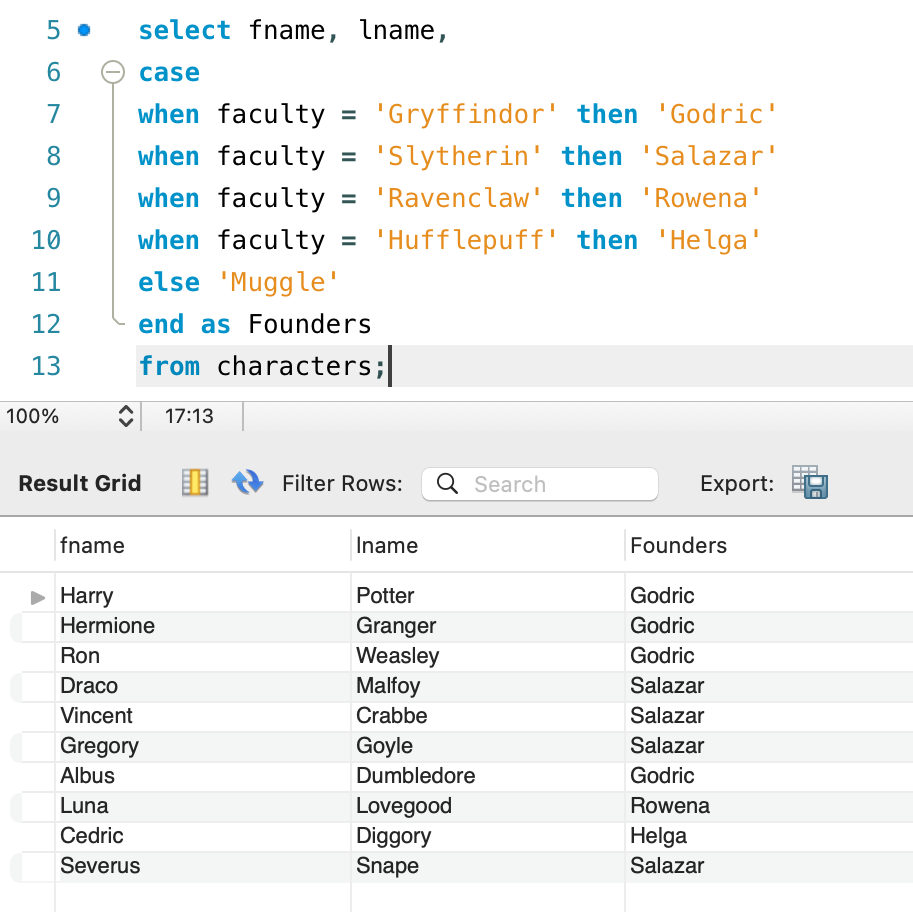 5 select fname, lname,
6 case
7 when faculty = 'Gryffindor' then 'Godric'
8 when faculty = 'Slytherin' then 'Salazar'
9 when faculty = 'Ravenclaw' then 'Rowena'
10 when faculty = 'Hufflepuff' then 'Helga'
11 else 'Muggle'
12 end as Founders
13 from characters;
100% 17:13
Result Grid Filter Rows: Search Export:
fname lname Founders
Harry Potter Godric
Hermione Granger Godric
Ron Weasley Godric
Draco Malfoy Salazar
Vincent Crabbe Salazar
Gregory Goyle Salazar
Albus Dumbledore Godric
Luna Lovegood Rowena
Cedric Diggory Helga
Severus Snape Salazar